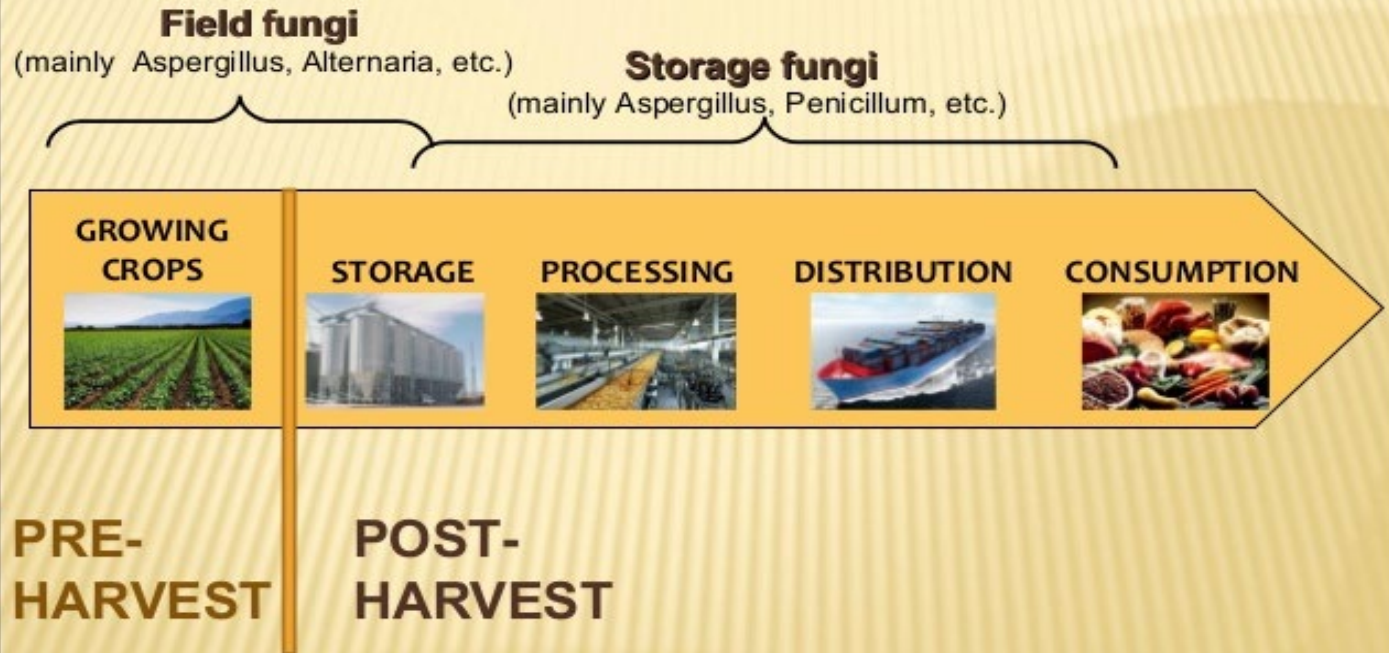 Field fungi
(mainly Aspergillus, Alternaria, etc.)
Storage fungi
(mainly Aspergillus, Penicillum, etc.)
GROWING
CROPS
STORAGE
PROCESSING
DISTRIBUTION
CONSUMPTION
PRE-
HARVEST
POST-
HARVEST